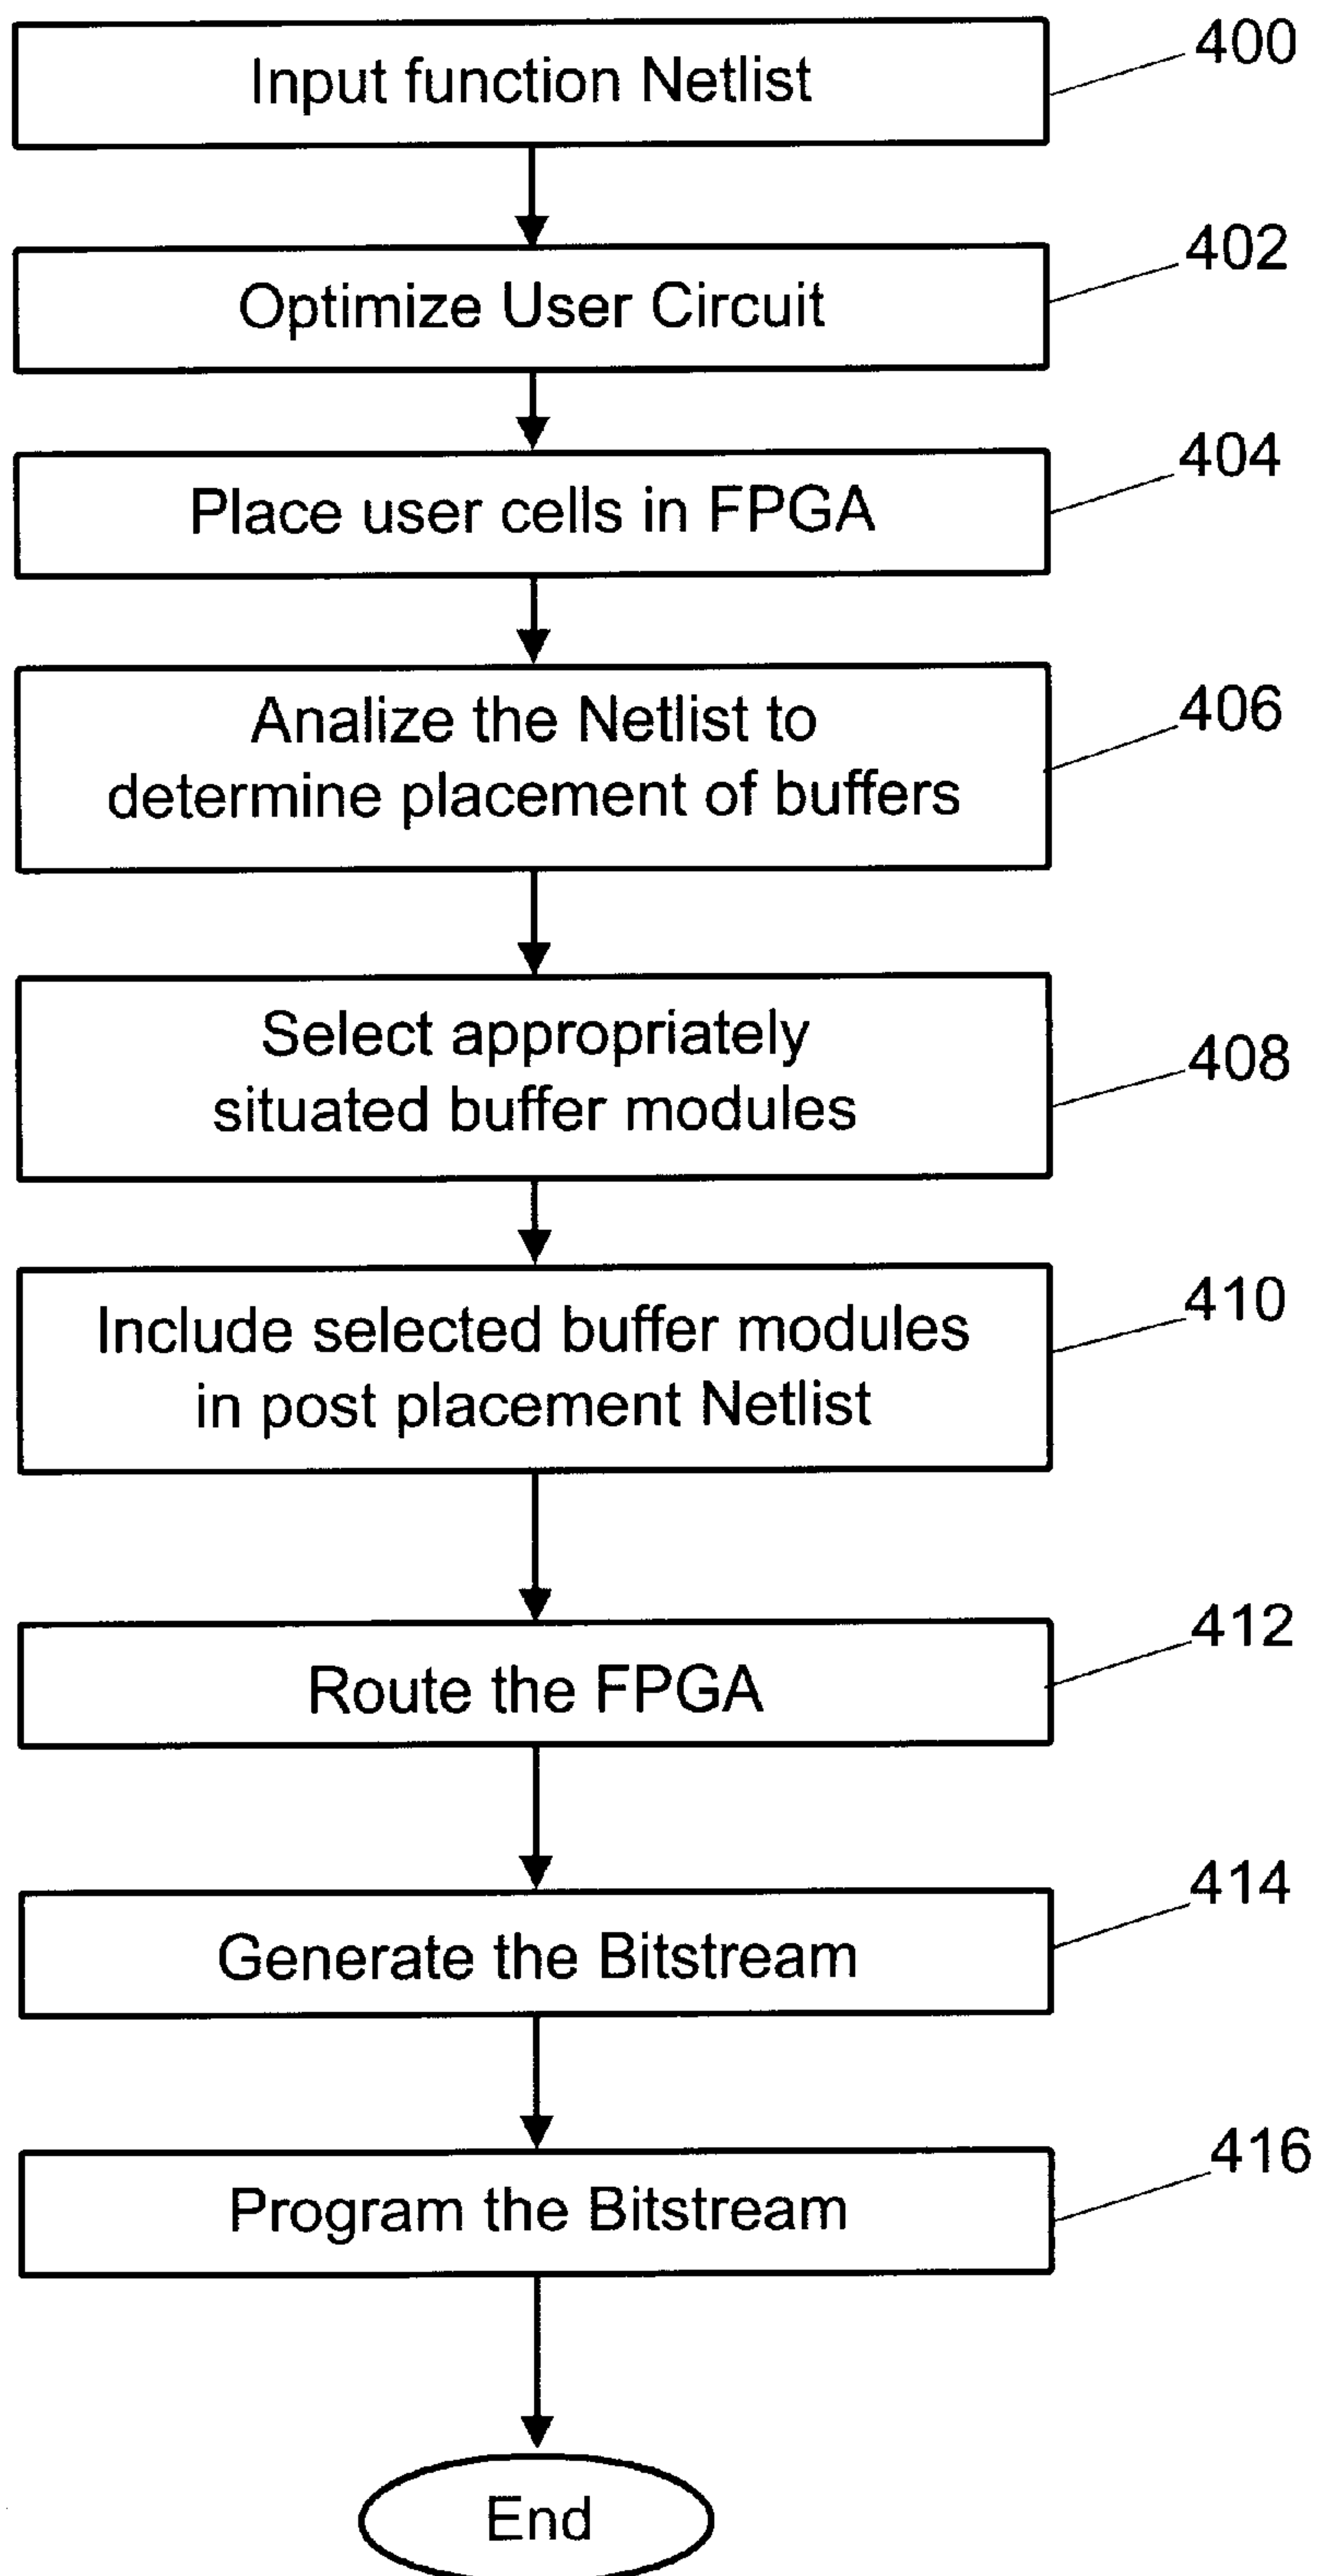 Input function Netlist
400
Optimize User Circuit
402
Place user cells in FPGA
404
Analize the Netlist to
determine placement of buffers
406
Select appropriately
situated buffer modules
408
Include selected buffer modules
in post placement Netlist
410
Route the FPGA
412
Generate the Bitstream
414
Program the Bitstream
416
End